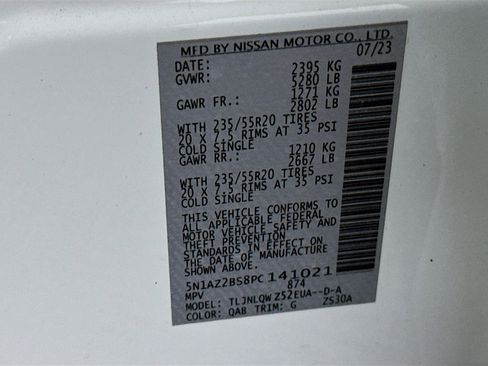 MFD BY NISSAN MOTOR CO., LTD.
DATE: 07/23
GVWR: 2395 KG
5280 LB
GAWR FR.: 1271 KG
2802 LB
WITH 235/55R20 TIRES
20 X 7.5 RIMS AT 35 PSI
COLD SINGLE
GAWR RR.: 1210 KG
2667 LB
WITH 235/55R20 TIRES
20 X 7.5 RIMS AT 35 PSI
COLD SINGLE
THIS VEHICLE CONFORMS TO
ALL APPLICABLE FEDERAL
MOTOR VEHICLE SAFETY AND
THEFT PREVENTION
STANDARDS IN EFFECT ON
THE DATE OF MANUFACTURE
SHOWN ABOVE.
5N1AZ2BS8PC141021
MPV 874
MODEL: TLJNLQWZ52EUA--D-A
COLOR: QAB TRIM: G ZS30A